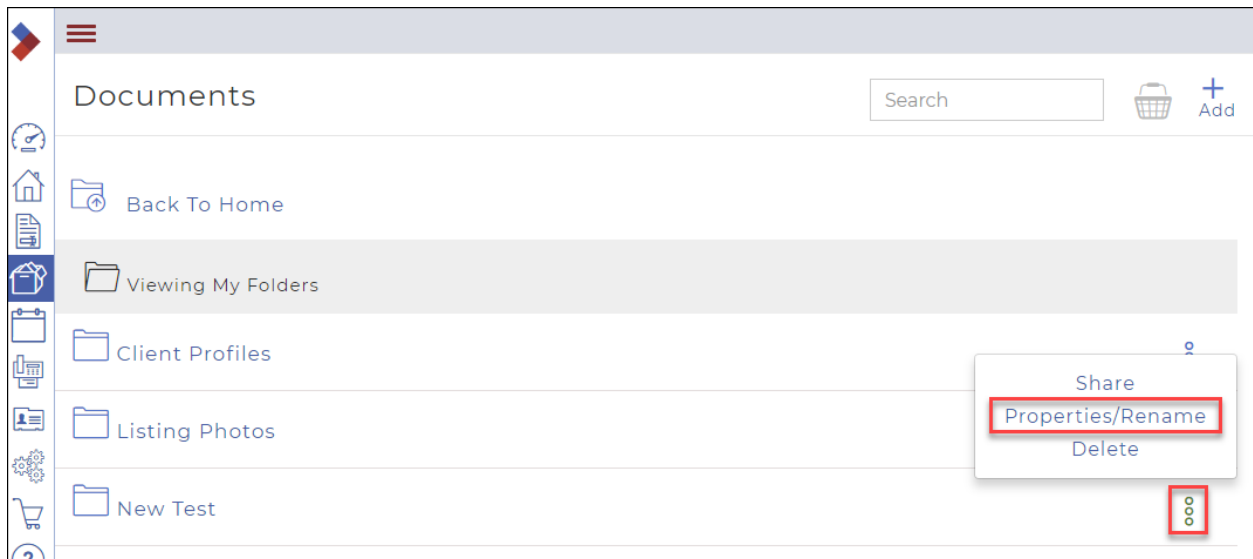 Documents
Search
Add
Back To Home
Viewing My Folders
Client Profiles
Share
Properties/Rename
Listing Photos
Delete
New Test
?